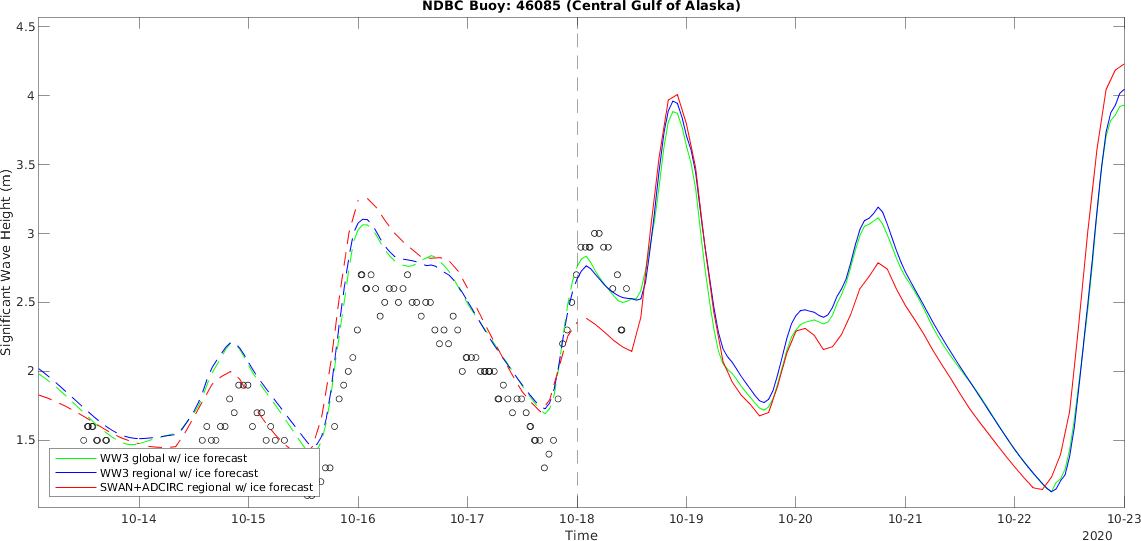 NDBC Buoy: 46085 (Central Gulf of Alaska)
Significant Wave Height (m)
4.5
4
3.5
3
2.5
2
1.5
WW3 global w/ ice forecast
WW3 regional w/ ice forecast
SWAN+ADCIRC regional w/ ice forecast
10-14 10-15 10-16 10-17 10-18 10-19 10-20 10-21 10-22 10-23
Time
2020